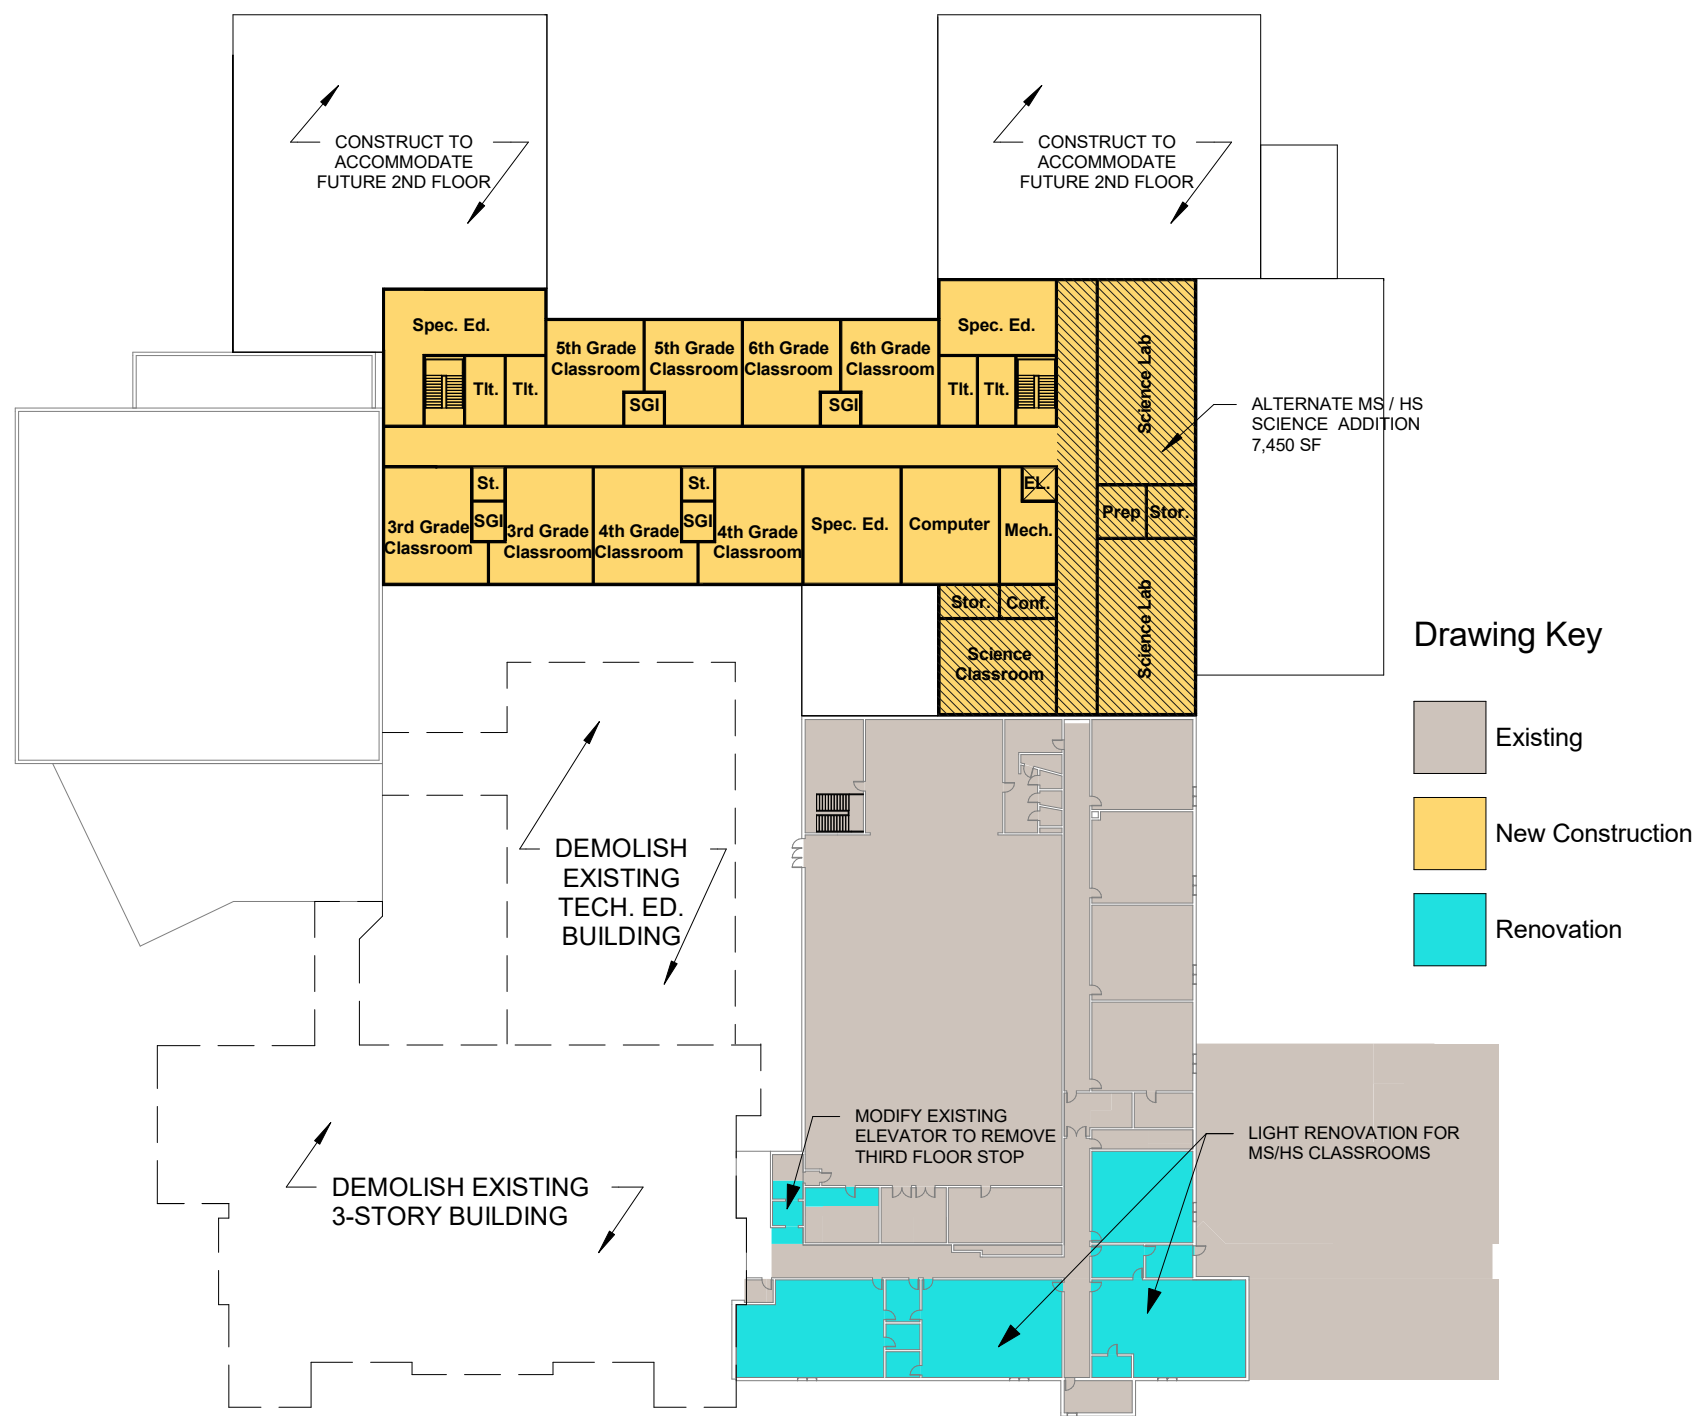 CONSTRUCT TO
ACCOMMODATE
FUTURE 2ND FLOOR
CONSTRUCT TO
ACCOMMODATE
FUTURE 2ND FLOOR
Spec. Ed.
5th Grade
Classroom
5th Grade
Classroom
6th Grade
Classroom
6th Grade
Classroom
Spec. Ed.
Tlt.
Tlt.
SGI
SGI
Tlt.
Tlt.
Science Lab
ALTERNATE MS / HS
SCIENCE ADDITION
7,450 SF
3rd Grade
Classroom
St.
SGI
3rd Grade
Classroom
4th Grade
Classroom
St.
SGI
4th Grade
Classroom
Spec. Ed.
Computer
EL.
Mech.
Prep
Stor.
Stor.
Conf.
Science
Classroom
Science Lab
Drawing Key
Existing
New Construction
Renovation
DEMOLISH
EXISTING
TECH. ED.
BUILDING
MODIFY EXISTING
ELEVATOR TO REMOVE
THIRD FLOOR STOP
LIGHT RENOVATION FOR
MS/HS CLASSROOMS
DEMOLISH EXISTING
3-STORY BUILDING